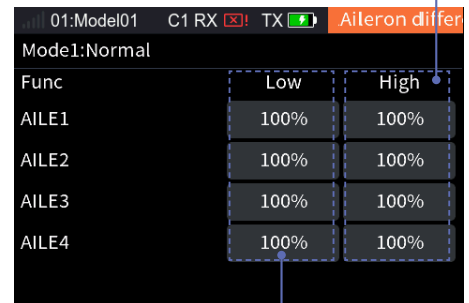 01:Model01 C1 RX ! TX Aileron differ
Mode1:Normal
Func Low High
AILE1 100% 100%
AILE2 100% 100%
AILE3 100% 100%
AILE4 100% 100%